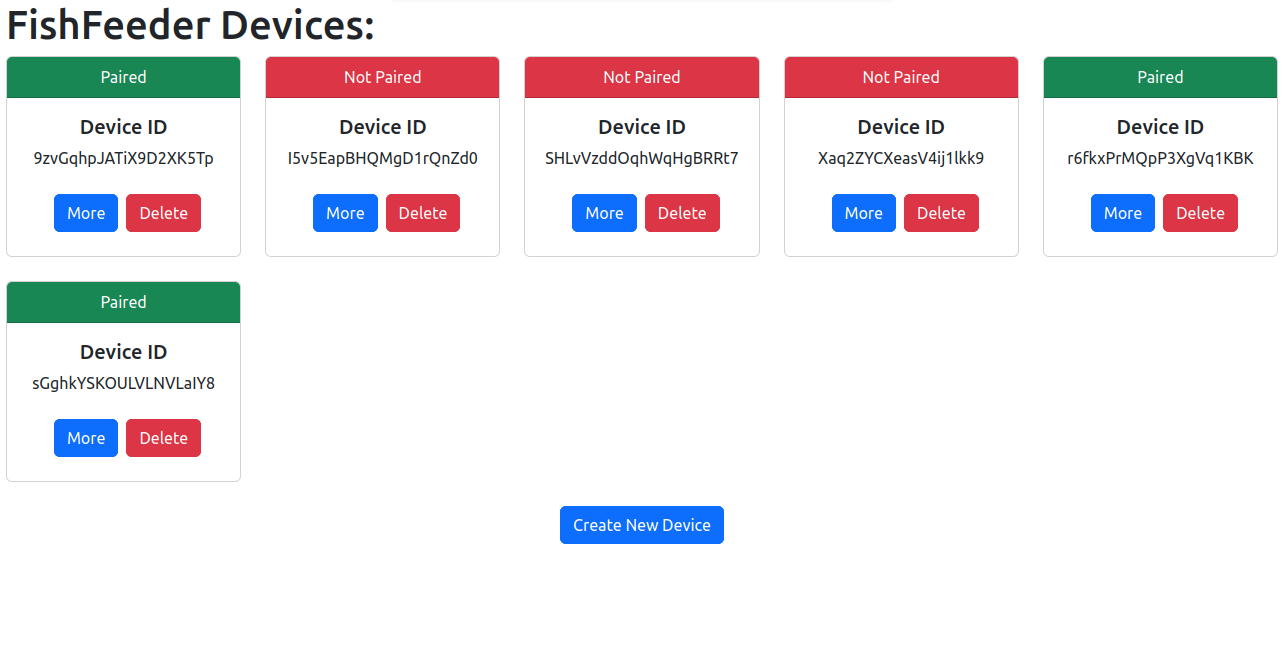 FishFeeder Devices:
Paired
Device ID
9zvGqhpJATiX9D2XK5Tp
More Delete
Not Paired
Device ID
I5v5EapBHQMgD1rQnZd0
More Delete
Not Paired
Device ID
SHLvVzddOqhWqHgBRRt7
More Delete
Not Paired
Device ID
Xaq2ZYCXeasV4ij1lkk9
More Delete
Paired
Device ID
r6fkxPrMQpP3XgVq1KBK
More Delete
Paired
Device ID
sGghkYSKOULVLNVLaIY8
More Delete
Create New Device